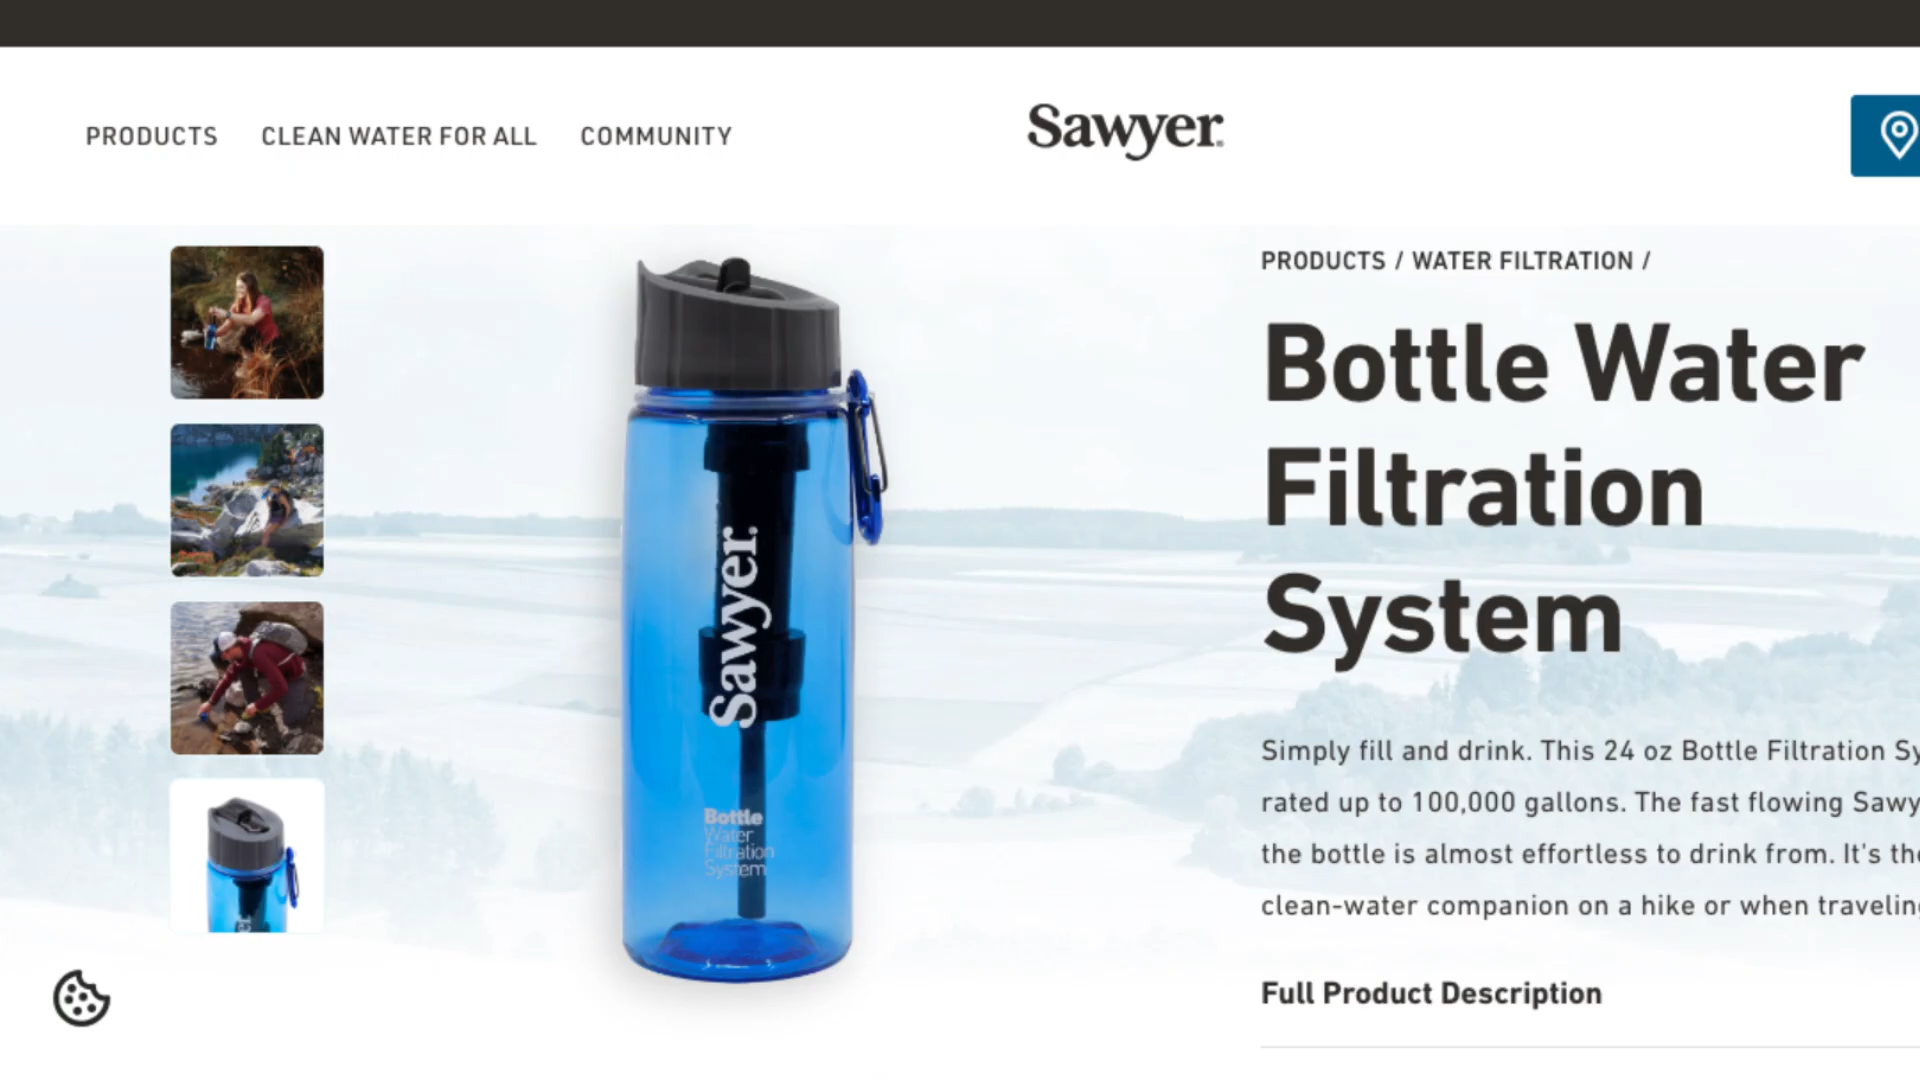 PRODUCTS CLEAN WATER FOR ALL COMMUNITY
Sawyer
PRODUCTS / WATER FILTRATION /
Bottle Water
Filtration
System
Simply fill and drink. This 24 oz Bottle Filtration Sy
rated up to 100,000 gallons. The fast flowing Sawy
the bottle is almost effortless to drink from. It's the
clean-water companion on a hike or when traveling
Full Product Description
Sawyer
Bottle
Water
Filtration
System